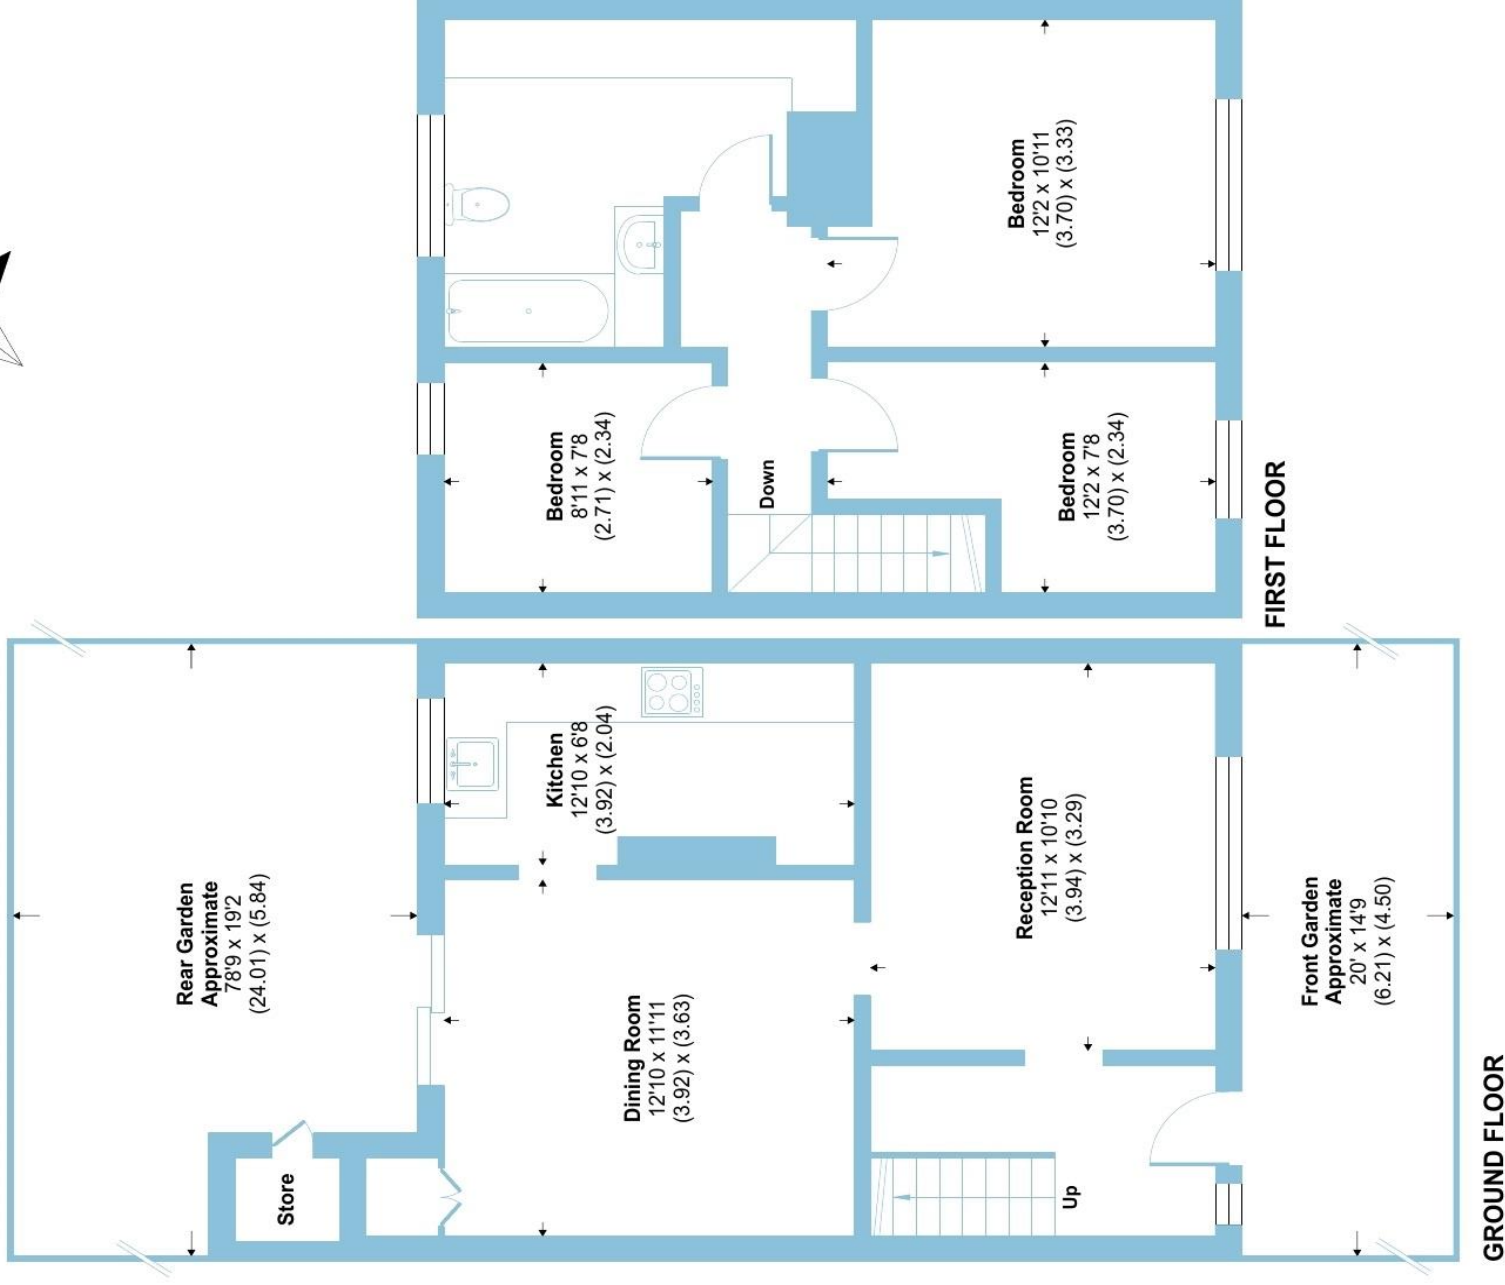 Rear Garden
Approximate
78'9 x 19'2
(24.01) x (5.84)
Store
Kitchen
12'10 x 6'8
(3.92) x (2.04)
Dining Room
12'10 x 11'11
(3.92) x (3.63)
Reception Room
12'11 x 10'10
(3.94) x (3.29)
Up
Front Garden
Approximate
20' x 14'9
(6.21) x (4.50)
GROUND FLOOR
Bedroom
8'11 x 7'8
(2.71) x (2.34)
Down
Bedroom
12'2 x 10'11
(3.70) x (3.33)
Bedroom
12'2 x 7'8
(3.70) x (2.34)
FIRST FLOOR